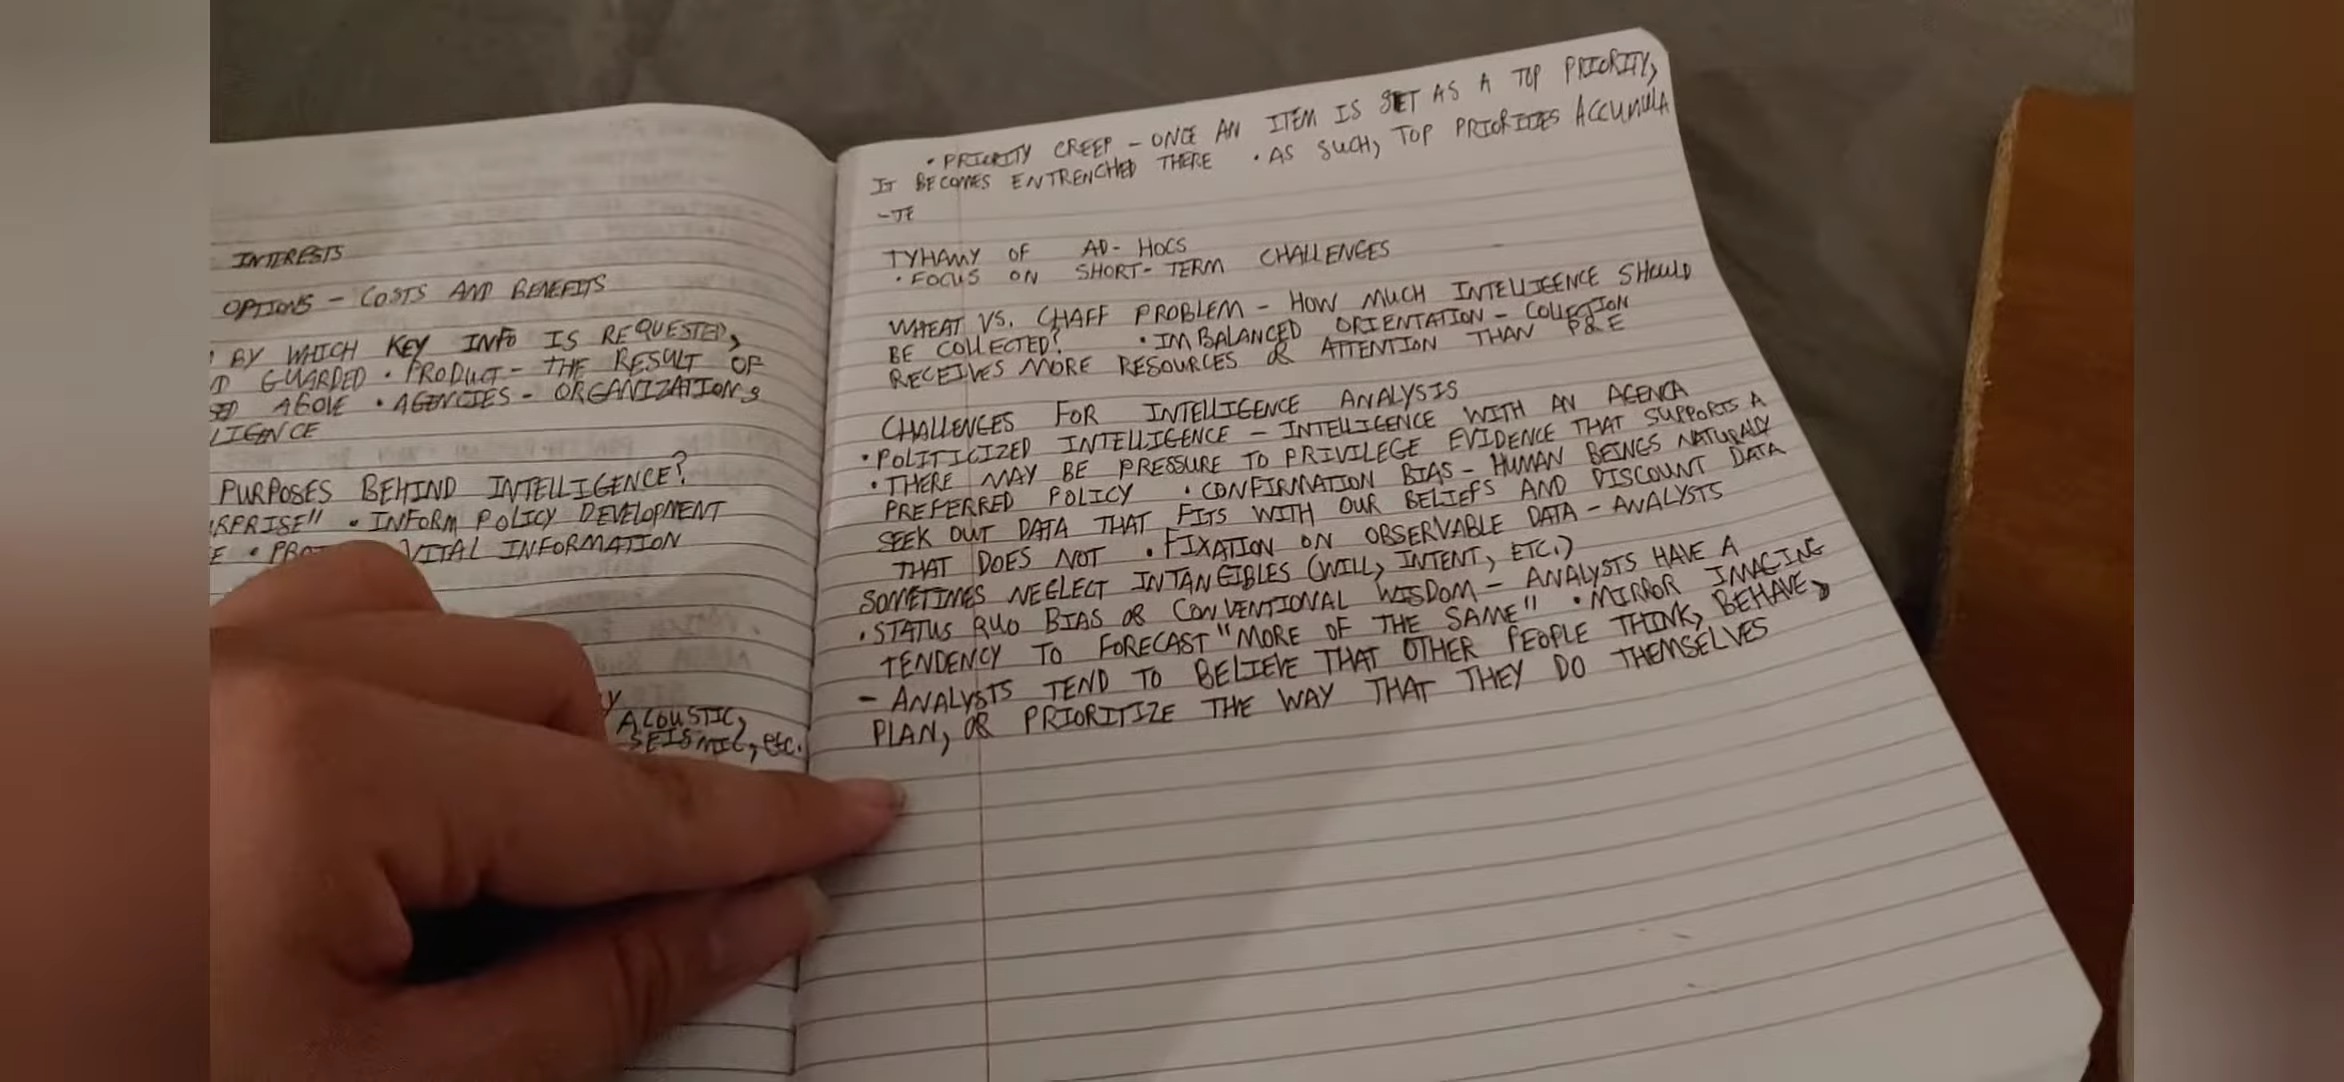 INTERESTS
OPTIONS - COSTS AND BENEFITS
BY WHICH KEY INFO IS REQUESTED,
D GUARDED • PRODUCT - THE RESULT OF
ED ABOVE • AGENCIES - ORGANIZATIONS
LIGENCE
PURPOSES BEHIND INTELLIGENCE?
RPRISE" • INFORM POLICY DEVELOPMENT
E • PRO VITAL INFORMATION
Y
ACOUSTIC,
SEISMIC, etc.
• PRIORITY CREEP - ONCE AN ITEM IS SET AS A TOP PRIORITY,
IT BECOMES ENTRENCHED THERE • AS SUCH, TOP PRIORITIES ACCUMULA
-TE
TYRANNY OF AD-HOCS
• FOCUS ON SHORT-TERM CHALLENGES
WHEAT VS. CHAFF PROBLEM - HOW MUCH INTELLIGENCE SHOULD
BE COLLECTED? • IMBALANCED ORIENTATION - COLLECTION
RECEIVES MORE RESOURCES & ATTENTION THAN P&E
CHALLENGES FOR INTELLIGENCE ANALYSIS
• POLITICIZED INTELLIGENCE - INTELLIGENCE WITH AN AGENDA
• THERE MAY BE PRESSURE TO PRIVILEGE EVIDENCE THAT SUPPORTS A
PREFERRED POLICY • CONFIRMATION BIAS - HUMAN BEINGS NATURALLY
SEEK OUT DATA THAT FITS WITH OUR BELIEFS AND DISCOUNT DATA
THAT DOES NOT • FIXATION ON OBSERVABLE DATA - ANALYSTS
SOMETIMES NEGLECT INTANGIBLES (WILL, INTENT, ETC.)
• STATUS QUO BIAS OR CONVENTIONAL WISDOM - ANALYSTS HAVE A
TENDENCY TO FORECAST "MORE OF THE SAME" • MIRROR IMAGING
- ANALYSTS TEND TO BELIEVE THAT OTHER PEOPLE THINK, BEHAVE,
PLAN, OR PRIORITIZE THE WAY THAT THEY DO THEMSELVES